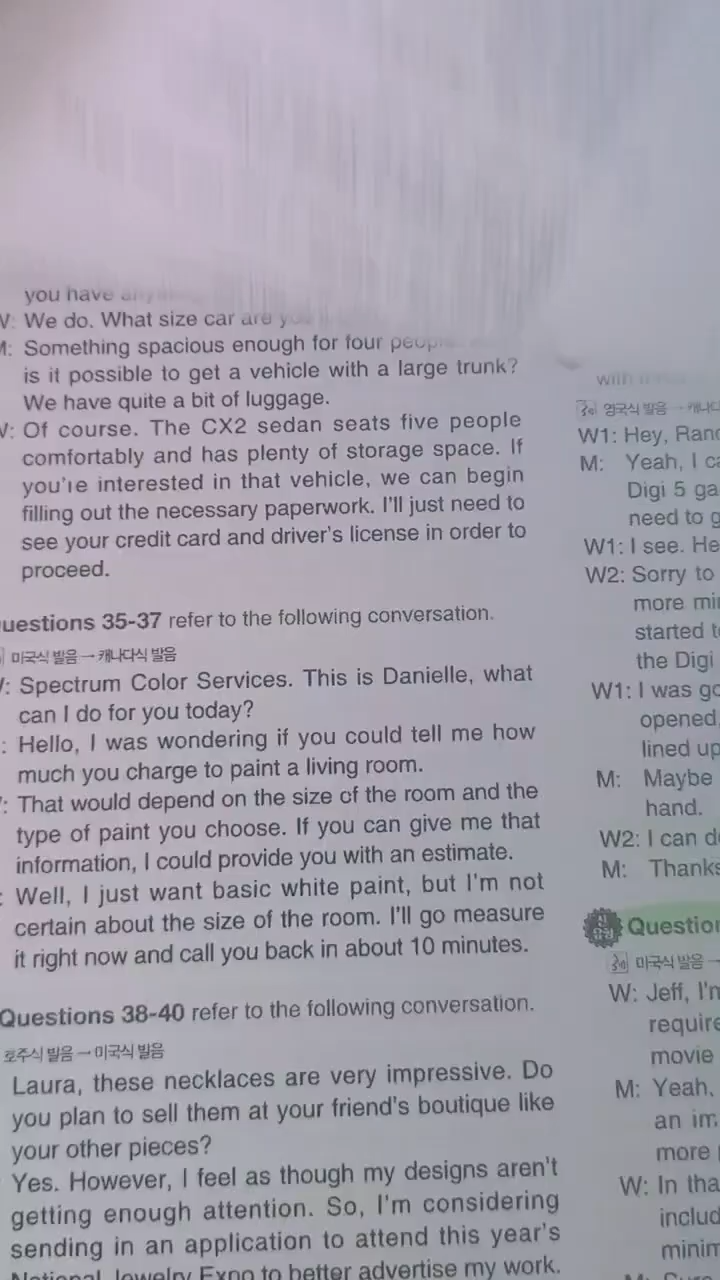 you have
W: We do. What size car are
M: Something spacious enough for four
is it possible to get a vehicle with a large trunk?
We have quite a bit of luggage.
W: Of course. The CX2 sedan seats five people
comfortably and has plenty of storage space. If
you're interested in that vehicle, we can begin
filling out the necessary paperwork. I'll just need to
see your credit card and driver's license in order to
proceed.
uestions 35-37 refer to the following conversation.
미국식 발음 → 캐나다식 발음
: Spectrum Color Services. This is Danielle, what
can I do for you today?
: Hello, I was wondering if you could tell me how
much you charge to paint a living room.
: That would depend on the size of the room and the
type of paint you choose. If you can give me that
information, I could provide you with an estimate.
: Well, I just want basic white paint, but I'm not
certain about the size of the room. I'll go measure
it right now and call you back in about 10 minutes.
Questions 38-40 refer to the following conversation.
호주식 발음 → 미국식 발음
Laura, these necklaces are very impressive. Do
you plan to sell them at your friend's boutique like
your other pieces?
Yes. However, I feel as though my designs aren't
getting enough attention. So, I'm considering
sending in an application to attend this year's
National Jewelry Expo to better advertise my work.
with
영국식 발음 → 캐나다
W1: Hey, Rand
M: Yeah, I ca
Digi 5 ga
need to g
W1: I see. He
W2: Sorry to
more min
started to
the Digi
W1: I was go
opened,
lined up
M: Maybe
hand.
W2: I can do
M: Thanks
Question
미국식 발음 →
W: Jeff, I'm
require
movie
M: Yeah,
an im
more
W: In tha
includ
minim